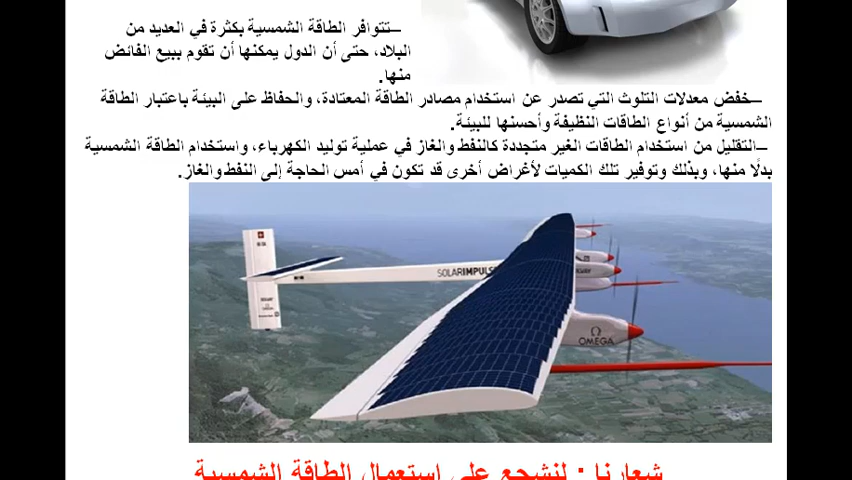 –تتوافر الطاقة الشمسية بكثرة في العديد من
البلاد، حتى أن الدول يمكنها أن تقوم ببيع الفائض
منها.
–خفض معدلات التلوث التي تصدر عن استخدام مصادر الطاقة المعتادة، والحفاظ على البيئة باعتبار الطاقة
الشمسية من أنواع الطاقات النظيفة وأحسنها للبيئة.
–التقليل من استخدام الطاقات الغير متجددة كالنفط والغاز في عملية توليد الكهرباء، واستخدام الطاقة الشمسية
بدلًا منها، وبذلك وتوفير تلك الكميات لأغراض أخرى قد تكون في أمس الحاجة إلى النفط والغاز.
SOLARIMPULSE
OMEGA
شعارنا : لنشجع على استعمال الطاقة الشمسية